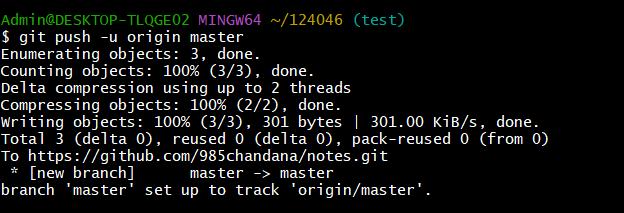 Admin@DESKTOP-TLQGE02 MINGW64 ~/124046 (test)
$ git push -u origin master
Enumerating objects: 3, done.
Counting objects: 100% (3/3), done.
Delta compression using up to 2 threads
Compressing objects: 100% (2/2), done.
Writing objects: 100% (3/3), 301 bytes | 301.00 KiB/s, done.
Total 3 (delta 0), reused 0 (delta 0), pack-reused 0 (from 0)
To https://github.com/985chandana/notes.git
 * [new branch]      master -> master
branch 'master' set up to track 'origin/master'.